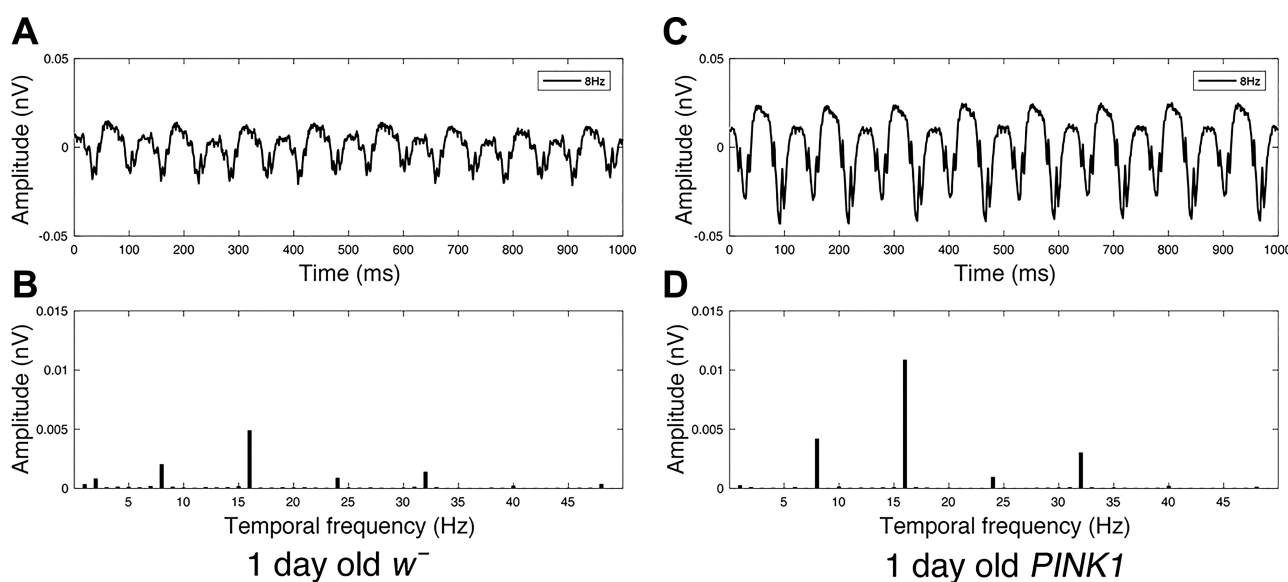 A
0.05
0
-0.05
Amplitude (nV)
8Hz
0 100 200 300 400 500 600 700 800 900 1000
Time (ms)
B
0.015
0.01
0.005
0
Amplitude (nV)
5 10 15 20 25 30 35 40 45
Temporal frequency (Hz)
1 day old w⁻
C
0.05
0
-0.05
Amplitude (nV)
8Hz
0 100 200 300 400 500 600 700 800 900 1000
Time (ms)
D
0.015
0.01
0.005
0
Amplitude (nV)
5 10 15 20 25 30 35 40 45
Temporal frequency (Hz)
1 day old PINK1